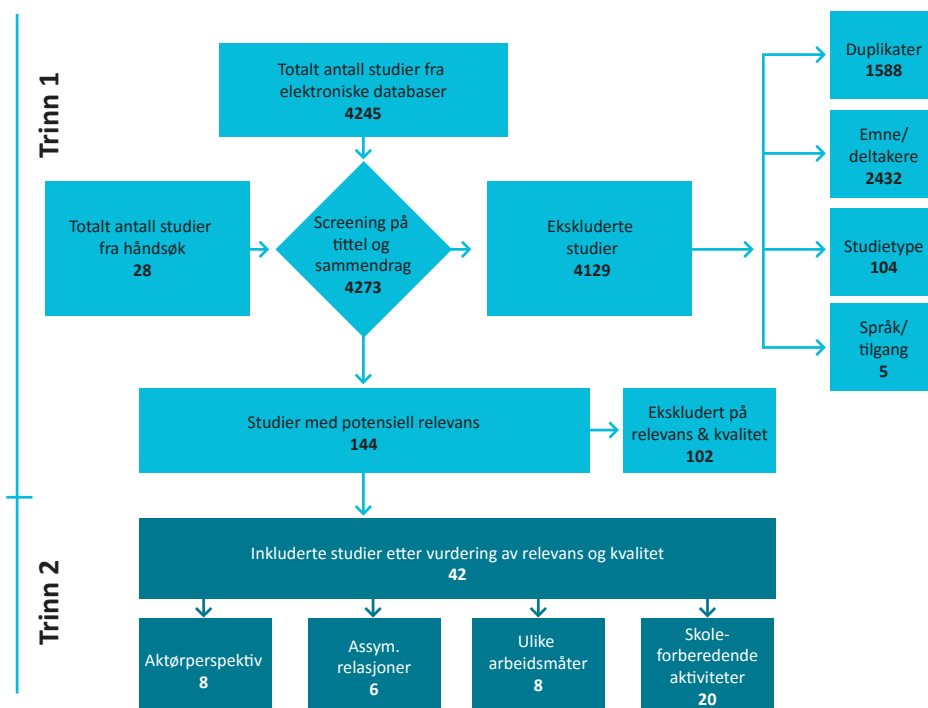 Trinn 1
Totalt antall studier fra
elektroniske databaser
4245
Totalt antall studier
fra håndsøk
28
Screening på
tittel og
sammendrag
4273
Ekskluderte
studier
4129
Duplikater
1588
Emne/
deltakere
2432
Studietype
104
Språk/
tilgang
5
Studier med potensiell relevans
144
Ekskludert på
relevans & kvalitet
102
Trinn 2
Inkluderte studier etter vurdering av relevans og kvalitet
42
Aktørperspektiv
8
Assym.
relasjoner
6
Ulike
arbeidsmåter
8
Skole-
forberedende
aktiviteter
20